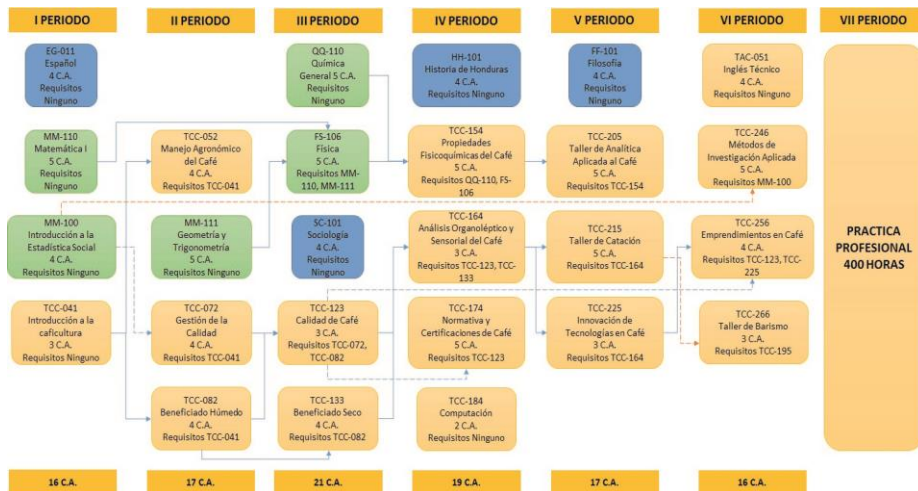 I PERIODO
II PERIODO
III PERIODO
IV PERIODO
V PERIODO
VI PERIODO
VII PERIODO
EG-011
Español
4 C.A.
Requisitos
Ninguno
QQ-110
Química
General 5 C.A.
Requisitos
Ninguno
HH-101
Historia de Honduras
4 C.A.
Requisitos Ninguno
FF-101
Filosofía
4 C.A.
Requisitos
Ninguno
TAC-051
Inglés Técnico
4 C.A.
Requisitos Ninguno
MM-110
Matemática I
5 C.A.
Requisitos
Ninguno
TCC-052
Manejo Agronómico
del Café
4 C.A.
Requisitos TCC-041
FS-106
Física
5 C.A.
Requisitos MM-
110, MM-111
TCC-154
Propiedades
Fisicoquímicas del Café
5 C.A.
Requisitos QQ-110, FS-
106
TCC-205
Taller de Analítica
Aplicada al Café
5 C.A.
Requisitos TCC-154
TCC-246
Métodos de
Investigación Aplicada
5 C.A.
Requisitos MM-100
MM-100
Introducción a la
Estadística Social
4 C.A.
Requisitos Ninguno
MM-111
Geometría y
Trigonometría
5 C.A.
Requisitos Ninguno
SC-101
Sociología
4 C.A.
Requisitos
Ninguno
TCC-164
Análisis Organoléptico y
Sensorial del Café
3 C.A.
Requisitos TCC-123, TCC-
133
TCC-215
Taller de Catación
5 C.A.
Requisitos TCC-164
TCC-256
Emprendimientos en Café
4 C.A.
Requisitos TCC-123, TCC-
225
PRACTICA
PROFESIONAL
400 HORAS
TCC-041
Introducción a la
caficultura
3 C.A.
Requisitos Ninguno
TCC-072
Gestión de la
Calidad
4 C.A.
Requisitos TCC-041
TCC-123
Calidad de Café
3 C.A.
Requisitos TCC-072,
TCC-082
TCC-174
Normativa y
Certificaciones de Café
5 C.A.
Requisitos TCC-123
TCC-225
Innovación de
Tecnologías en Café
3 C.A.
Requisitos TCC-164
TCC-266
Taller de Barismo
3 C.A.
Requisitos TCC-195
TCC-082
Beneficiado Húmedo
4 C.A.
Requisitos TCC-041
TCC-133
Beneficiado Seco
4 C.A.
Requisitos TCC-082
TCC-184
Computación
2 C.A.
Requisitos Ninguno
16 C.A.
17 C.A.
21 C.A.
19 C.A.
17 C.A.
16 C.A.